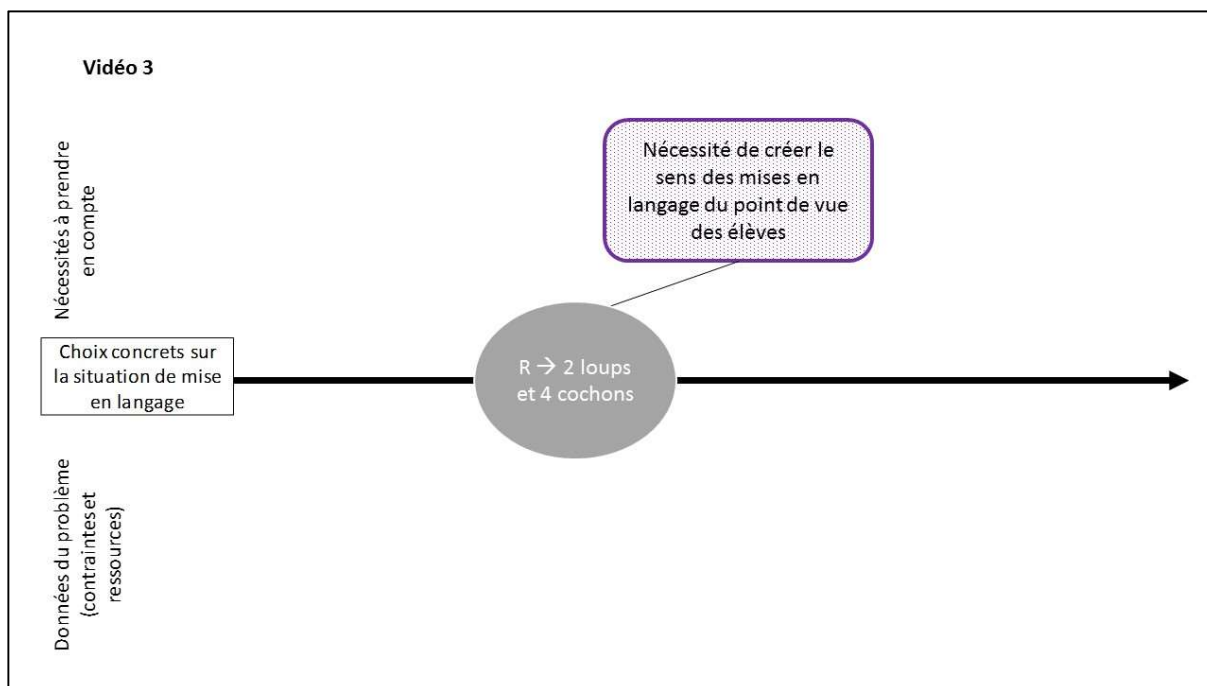 Vidéo 3
Nécessités à prendre
en compte
Nécessité de créer le
sens des mises en
langage du point de vue
des élèves
Choix concrets sur
la situation de mise
en langage
R → 2 loups
et 4 cochons
Données du problème
(contraintes et
ressources)